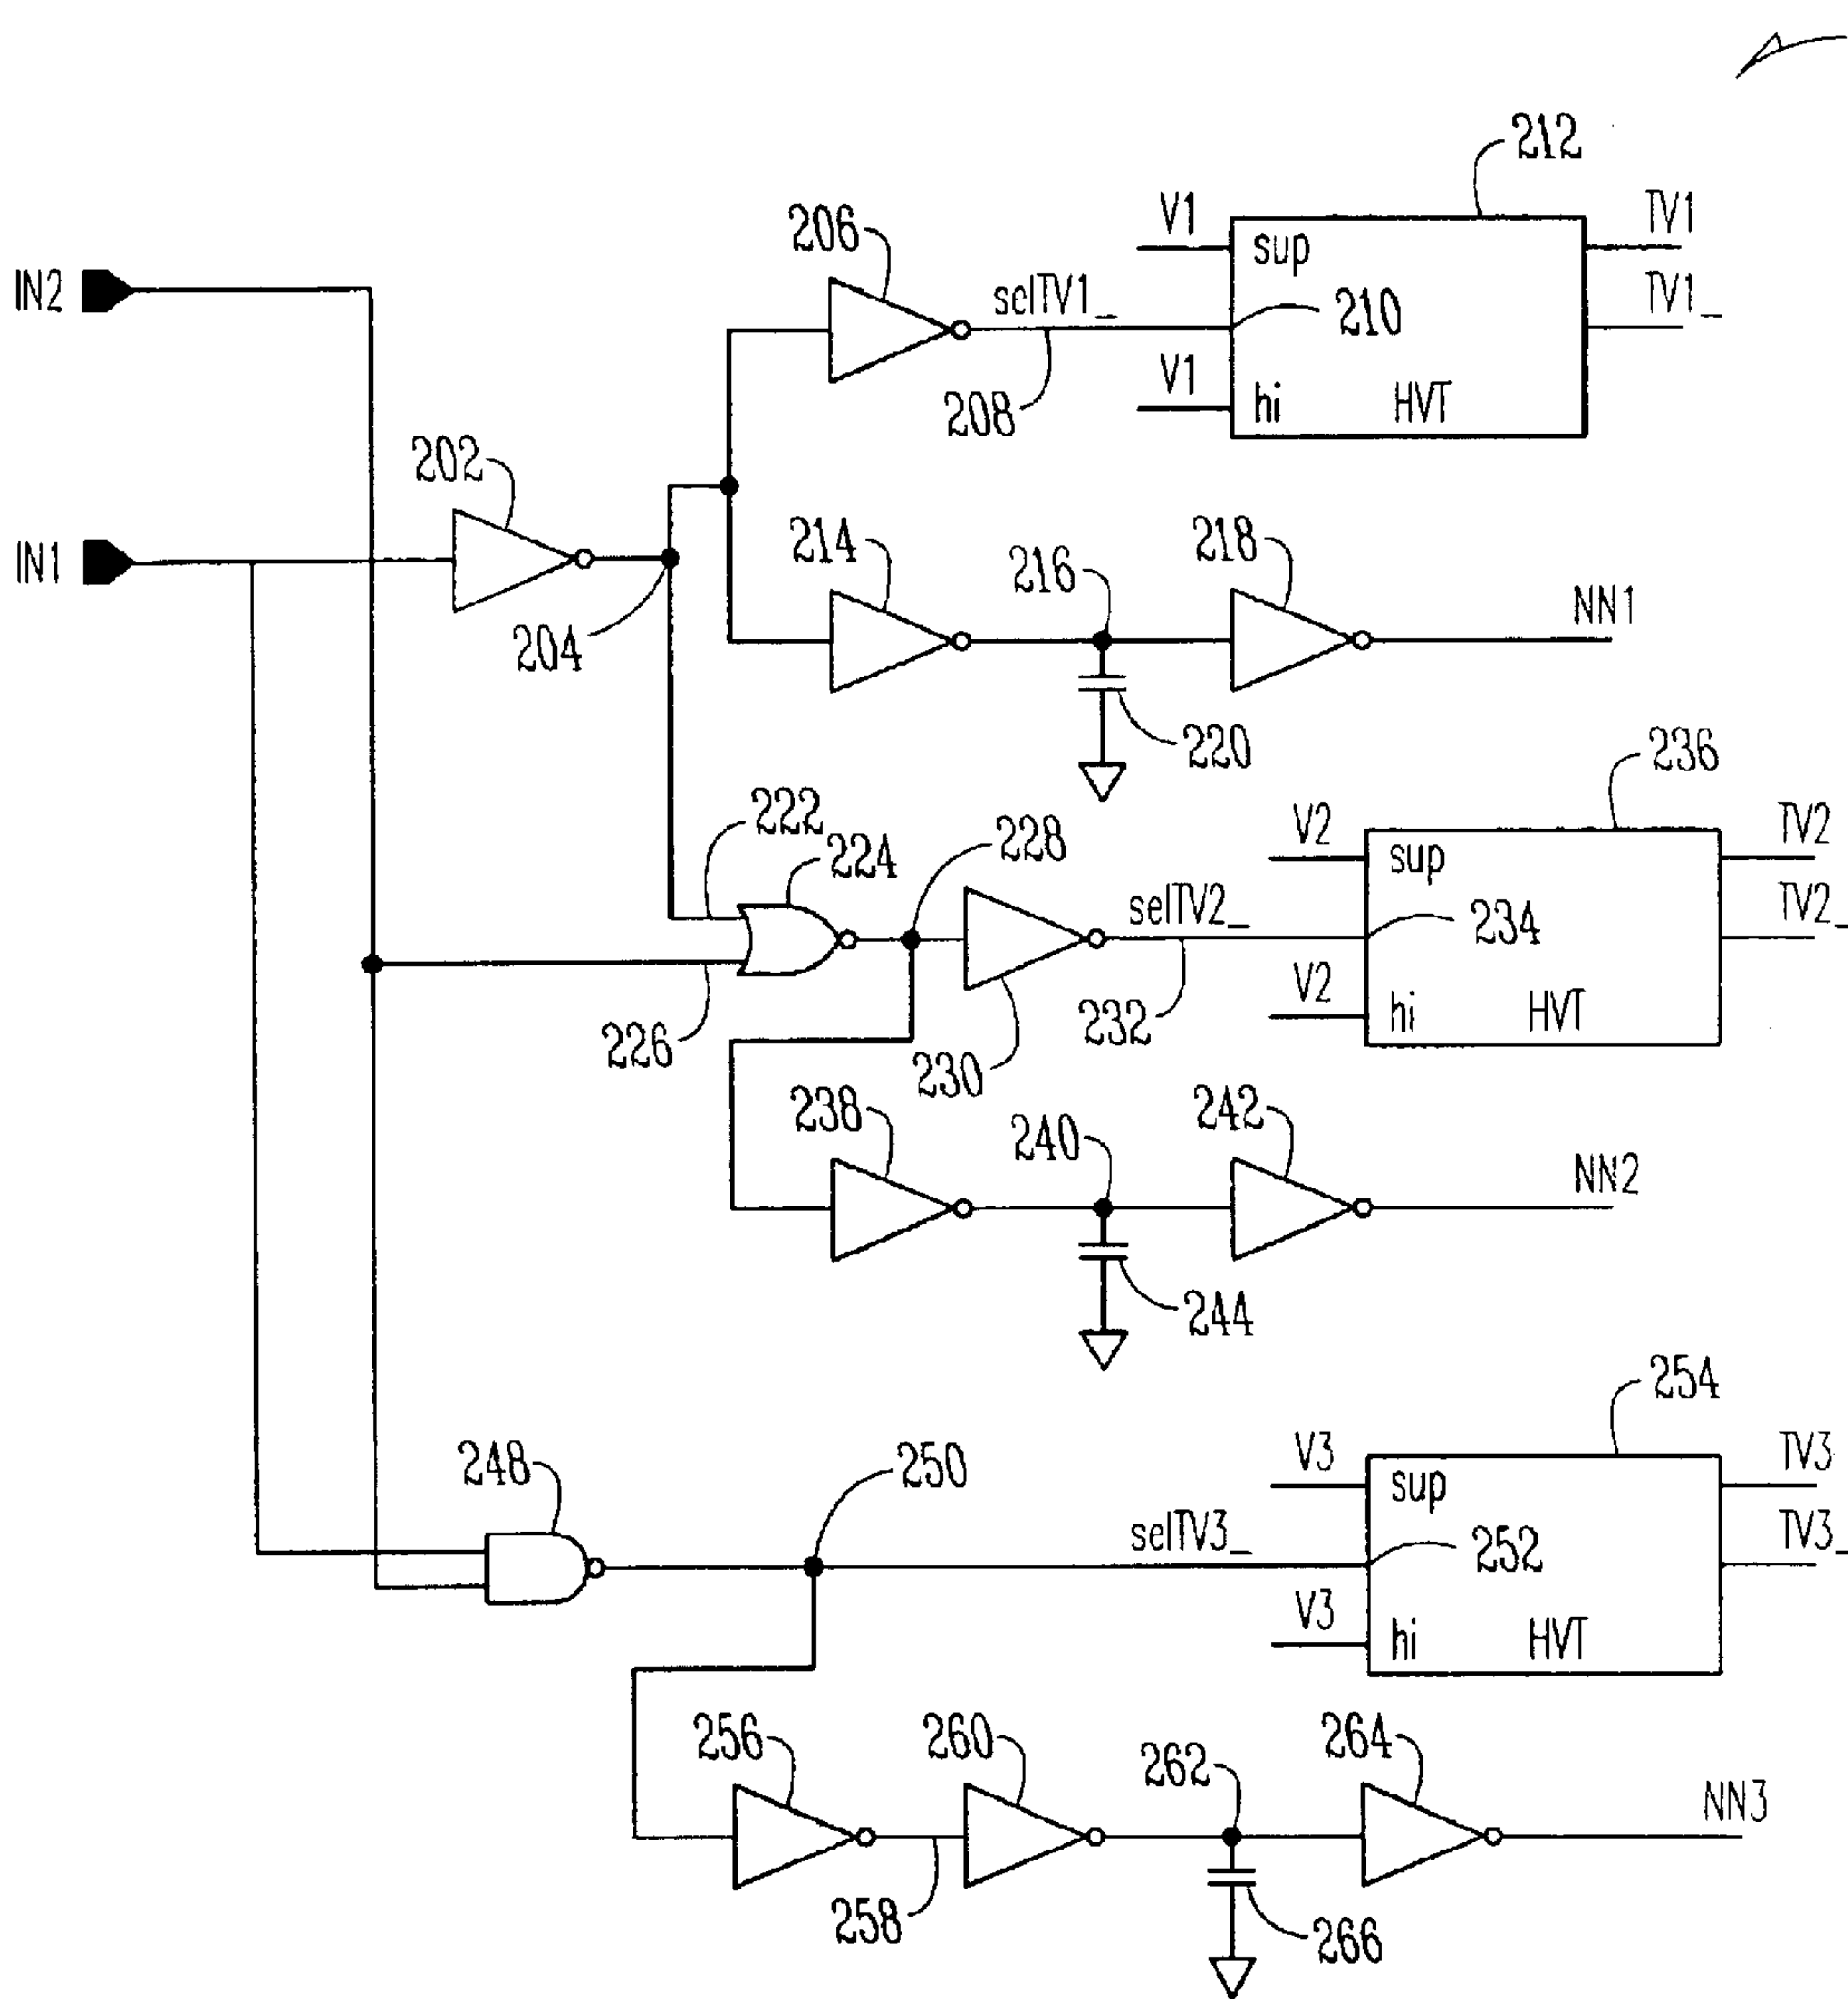 212
V1
TV1
206
sup
IN2
selTV1_
210
TV1_
V1
208
hi HVT
202
214
216
218
IN1
NN1
204
220
236
222
224
228
V2
TV2
sup
selTV2_
234
TV2_
V2
226
230
232
hi HVT
238
240
242
NN2
244
254
248
250
V3
TV3
sup
selTV3_
252
TV3_
V3
hi HVT
256
260
262
264
NN3
258
266